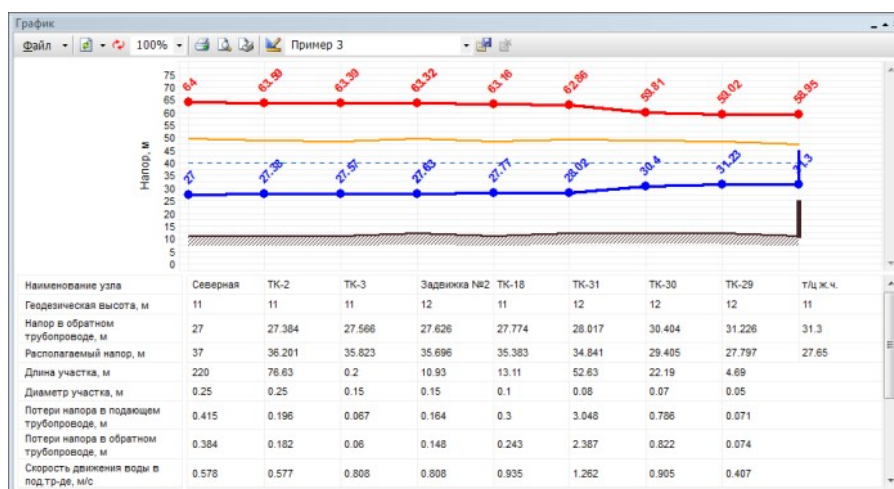 График
Файл 100% Пример 3
75
70
65
60
55
50
45
40
35
30
25
20
15
10
5
0
Напор, м
64 63.59 63.39 63.32 63.16 62.86 59.81 59.02 58.95
27 27.38 27.57 27.63 27.77 28.02 30.4 31.23 31.3
Наименование узла Северная ТК-2 ТК-3 Задвижка №2 ТК-18 ТК-31 ТК-30 ТК-29 т/ц ж.ч.
Геодезическая высота, м 11 11 11 12 11 12 12 12 11
Напор в обратном
трубопроводе, м 27 27.384 27.566 27.626 27.774 28.017 30.404 31.226 31.3
Располагаемый напор, м 37 36.201 35.823 35.696 35.383 34.841 29.405 27.797 27.65
Длина участка, м 220 76.63 0.2 10.93 13.11 52.63 22.19 4.69
Диаметр участка, м 0.25 0.25 0.15 0.15 0.1 0.08 0.07 0.05
Потери напора в подающем
трубопроводе, м 0.415 0.196 0.067 0.164 0.3 3.048 0.786 0.071
Потери напора в обратном
трубопроводе, м 0.384 0.182 0.06 0.148 0.243 2.387 0.822 0.074
Скорость движения воды в
под.тр-де, м/с 0.578 0.577 0.808 0.808 0.935 1.262 0.905 0.407